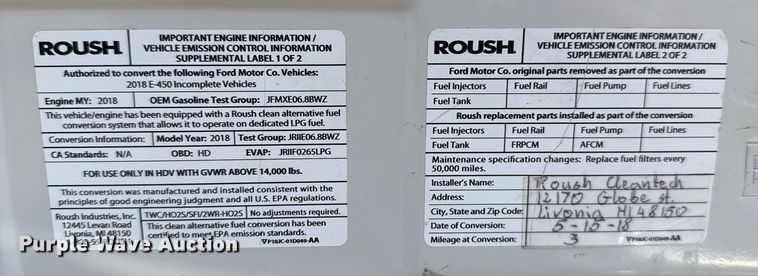 ROUSH.
IMPORTANT ENGINE INFORMATION /
VEHICLE EMISSION CONTROL INFORMATION
SUPPLEMENTAL LABEL 1 OF 2
Authorized to convert the following Ford Motor Co. Vehicles:
2018 E-450 Incomplete Vehicles
Engine MY: 2018 OEM Gasoline Test Group: JFMXE06.8BWZ
This vehicle/engine has been equipped with a Roush clean alternative fuel
conversion system that allows it to operate on dedicated LPG fuel.
Conversion Information: Model Year: 2018 Test Group: JRIIE06.8BWZ
CA Standards: N/A OBD: HD EVAP: JRIIF0265LPG
FOR USE ONLY IN HDV WITH GVWR ABOVE 14,000 lbs.
This conversion was manufactured and installed consistent with the
principles of good engineering judgment and all U.S. EPA regulations.
Roush Industries, Inc.
12445 Levan Road
Livonia, MI 48150
TWC/HO2S/SFI/2WR-HO2S No adjustments required.
This clean alternative fuel conversion has been
certified to meet EPA emission standards.
ROUSH.
IMPORTANT ENGINE INFORMATION /
VEHICLE EMISSION CONTROL INFORMATION
SUPPLEMENTAL LABEL 2 OF 2
Ford Motor Co. original parts removed as part of the conversion
Fuel Injectors Fuel Rail Fuel Pump Fuel Lines
Fuel Tank
Roush replacement parts installed as part of the conversion
Fuel Injectors Fuel Rail Fuel Pump Fuel Lines
Fuel Tank FRPCM AFCM
Maintenance specification changes: Replace fuel filters every
50,000 miles.
Installer's Name: Roush Cleantech
Address: 12170 Globe st.
City, State and Zip Code: Livonia MI 48150
Date of Conversion: 5-15-18
Mileage at Conversion: 3
Purple Wave Auction